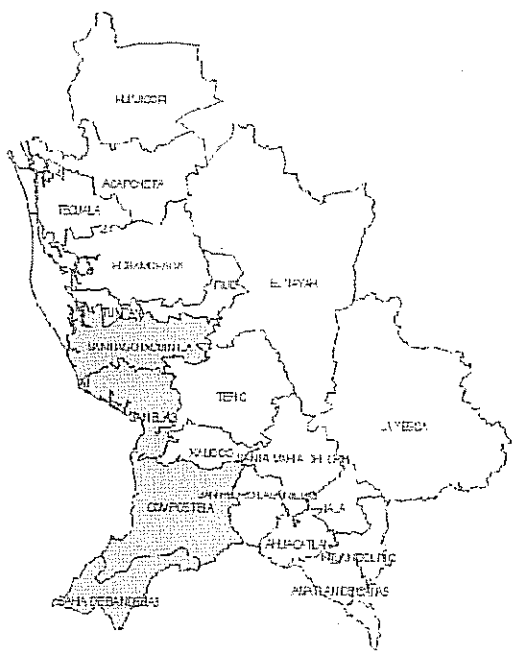 HUAJICORI
ACAPONETA
TECUALA
ROSAMORADA
RUIZ
EL NAYAR
TUXPAN
SANTIAGO IXCUINTLA
TEPIC
SAN BLAS
LA YESCA
XALISCO
SANTA MARIA DEL ORO
SAN PEDRO LAGUNILLAS
JALA
COMPOSTELA
AHUACATLAN
IXTLAN DEL RIO
AMATLAN DE CAÑAS
BAHIA DE BANDERAS